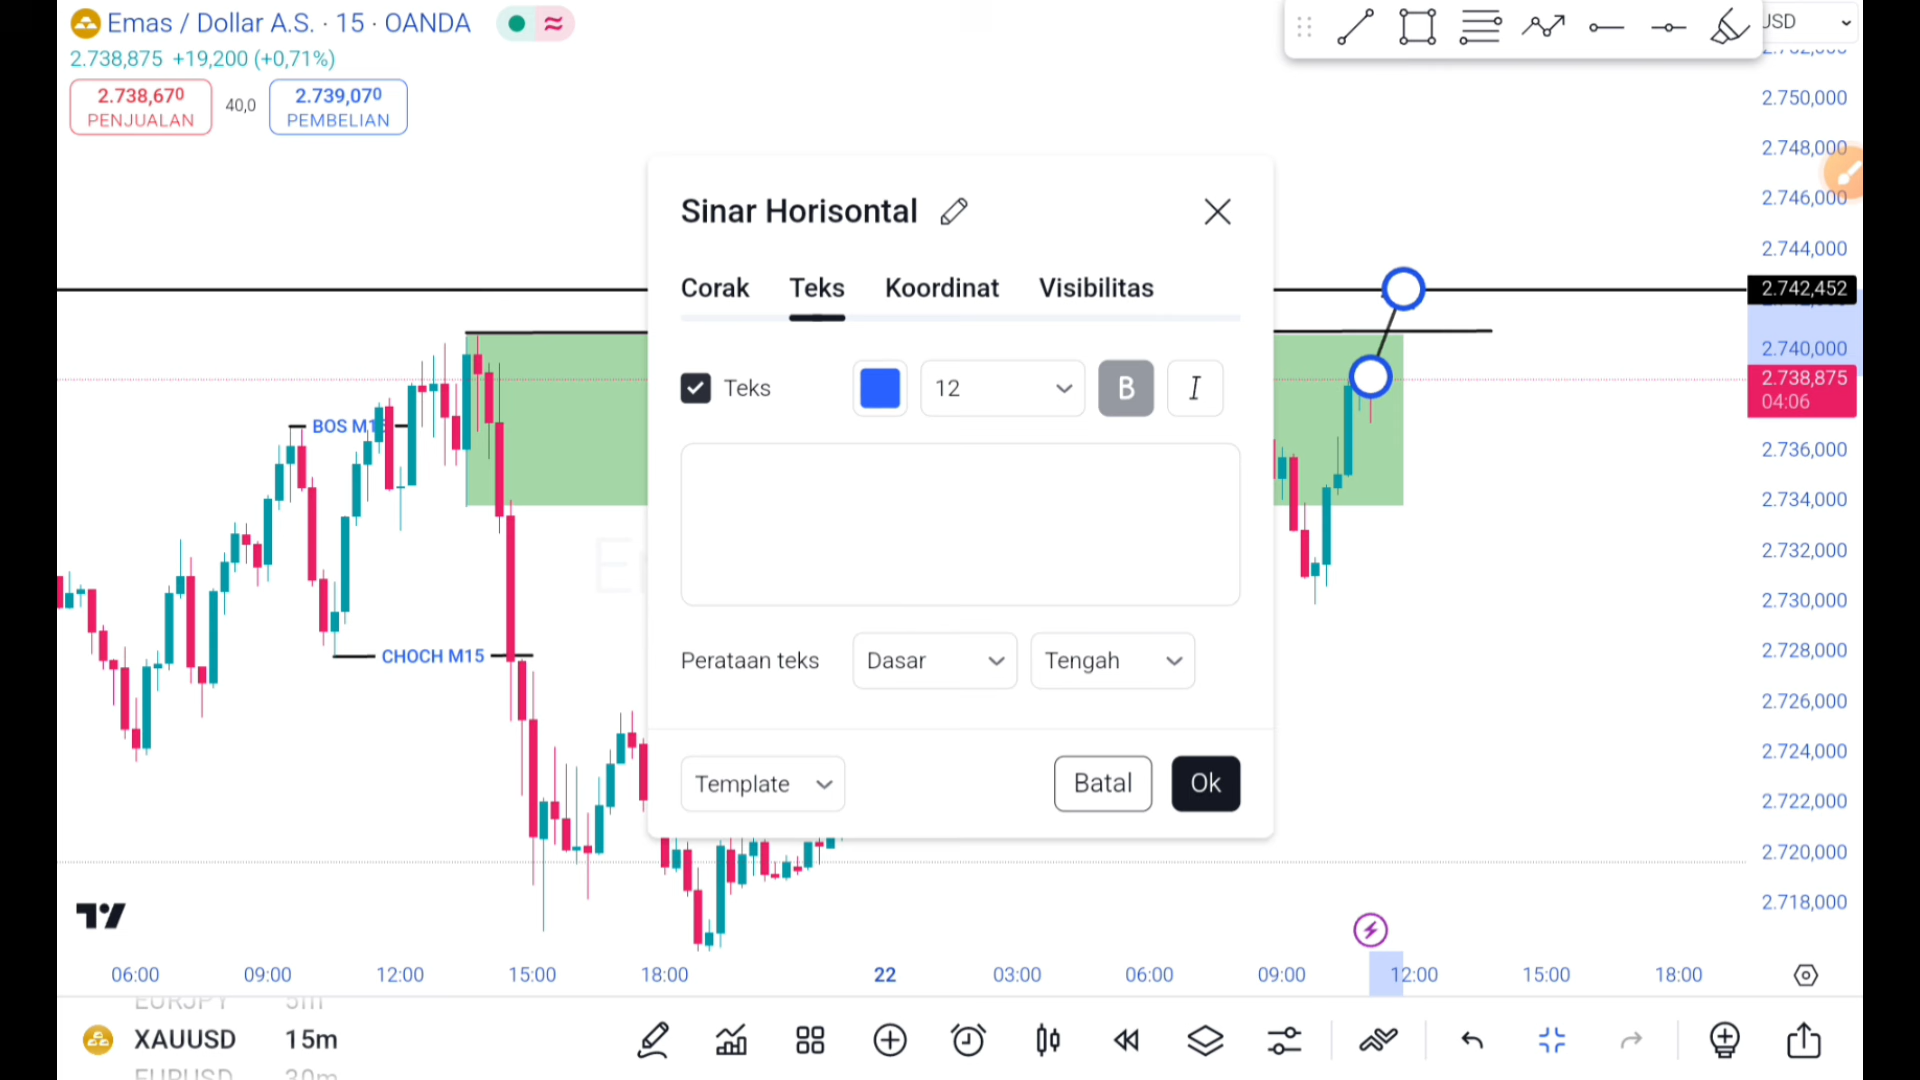 Emas / Dollar A.S. · 15 · OANDA
USD
2.738,875 +19,200 (+0,71%)
2.738,670
PENJUALAN
40,0
2.739,070
PEMBELIAN
2.750,000
2.748,000
2.746,000
2.744,000
2.742,452
2.740,000
2.738,875
04:06
2.736,000
2.734,000
2.732,000
2.730,000
2.728,000
2.726,000
2.724,000
2.722,000
2.720,000
2.718,000
BOS M15
CHOCH M15
Sinar Horisontal
Corak Teks Koordinat Visibilitas
Teks 12 B I
Perataan teks Dasar Tengah
Template Batal Ok
06:00 09:00 12:00 15:00 18:00 22 03:00 06:00 09:00 12:00 15:00 18:00
EURJPY 5m
XAUUSD 15m
EURUSD 30m